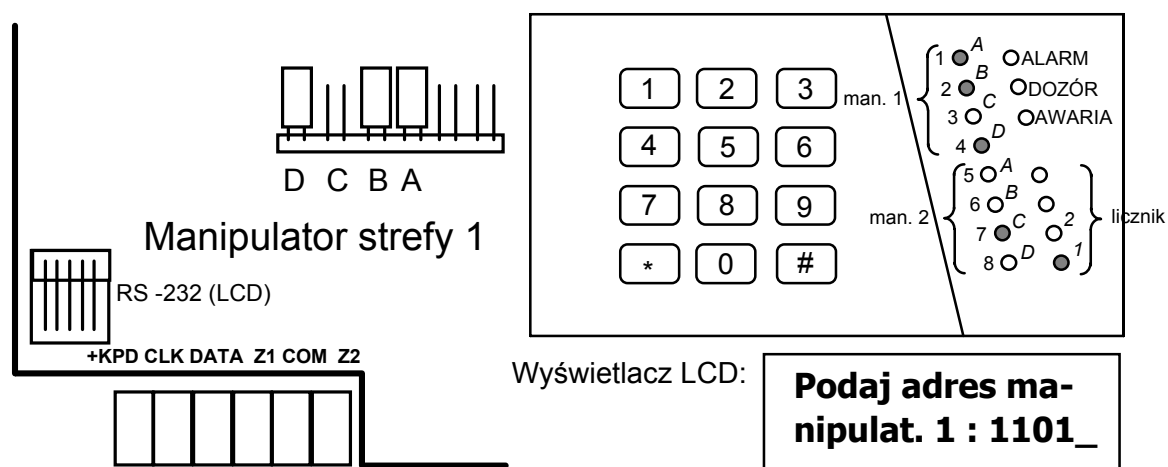 D C B A
Manipulator strefy 1
RS -232 (LCD)
+KPD CLK DATA Z1 COM Z2
1 2 3
4 5 6
7 8 9
* 0 #
man. 1
1 A ALARM
2 B DOZÓR
3 C AWARIA
4 D
man. 2
5 A
6 B
7 C 2
8 D 1
licznik
Wyświetlacz LCD:
Podaj adres ma-
nipulat. 1 : 1101_